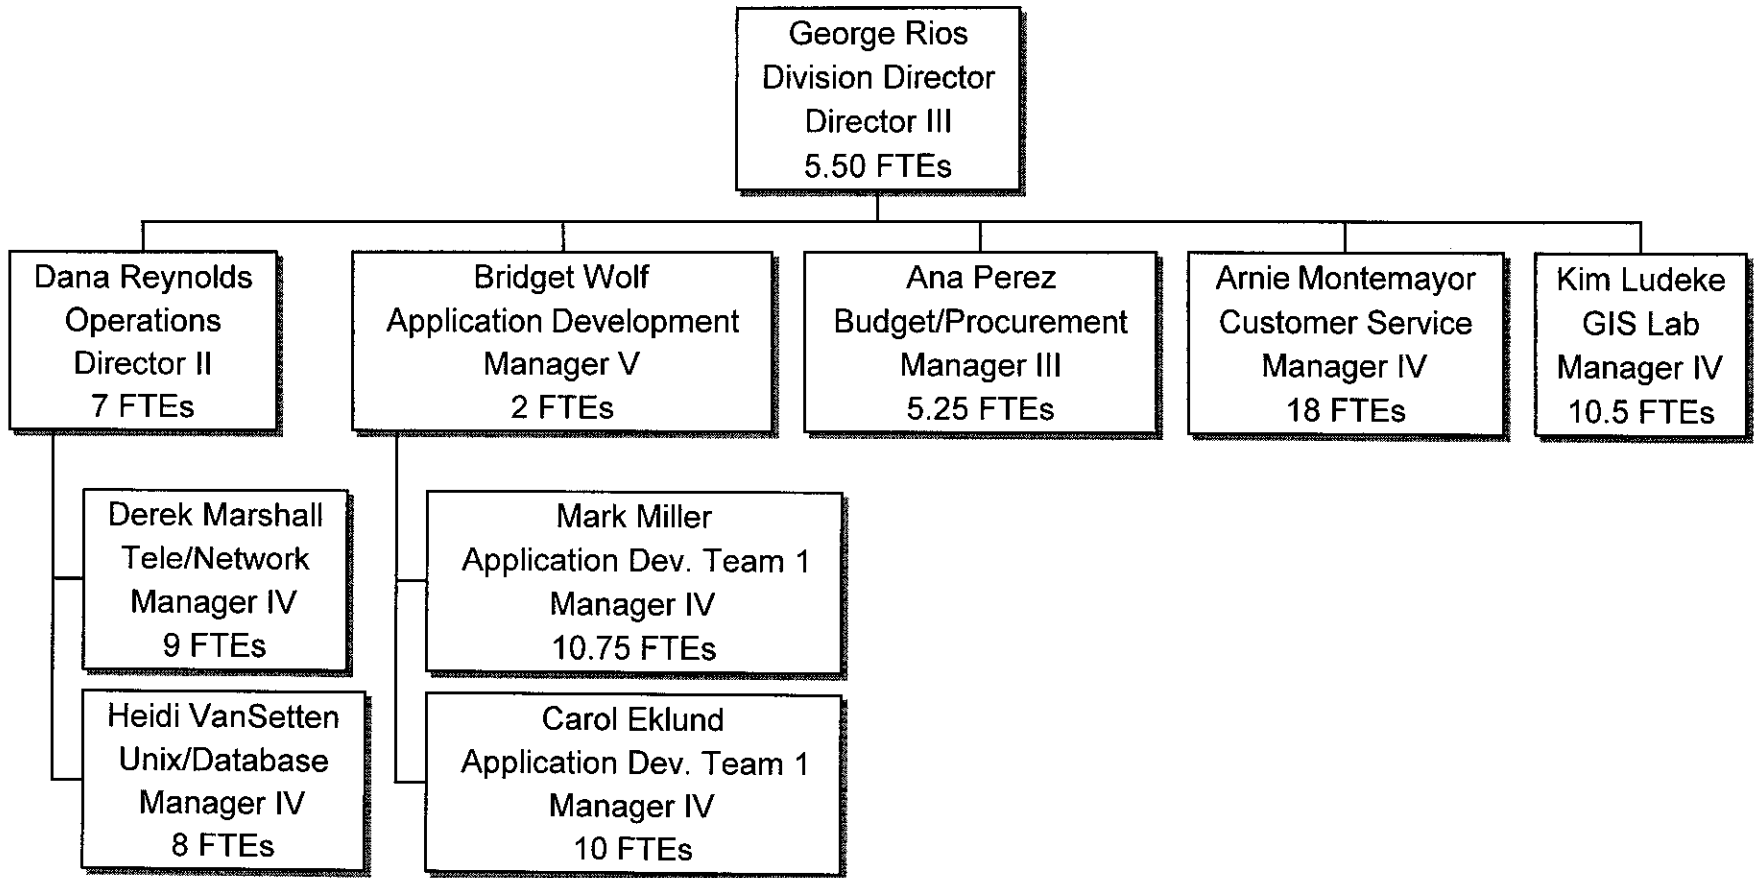 George Rios
Division Director
Director III
5.50 FTEs
Dana Reynolds
Operations
Director II
7 FTEs
Bridget Wolf
Application Development
Manager V
2 FTEs
Ana Perez
Budget/Procurement
Manager III
5.25 FTEs
Arnie Montemayor
Customer Service
Manager IV
18 FTEs
Kim Ludeke
GIS Lab
Manager IV
10.5 FTEs
Derek Marshall
Tele/Network
Manager IV
9 FTEs
Heidi VanSetten
Unix/Database
Manager IV
8 FTEs
Mark Miller
Application Dev. Team 1
Manager IV
10.75 FTEs
Carol Eklund
Application Dev. Team 1
Manager IV
10 FTEs